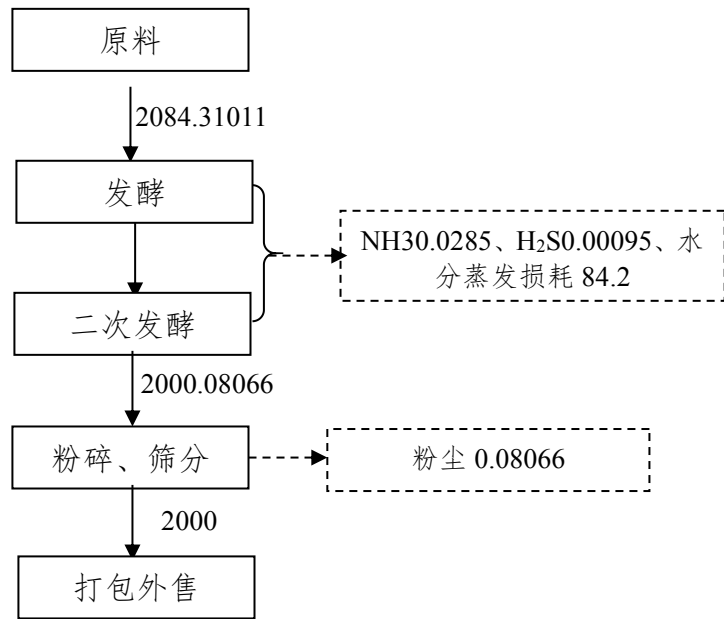 原料
2084.31011
发酵
NH30.0285、H₂S0.00095、水
分蒸发损耗 84.2
二次发酵
2000.08066
粉碎、筛分
粉尘 0.08066
2000
打包外售